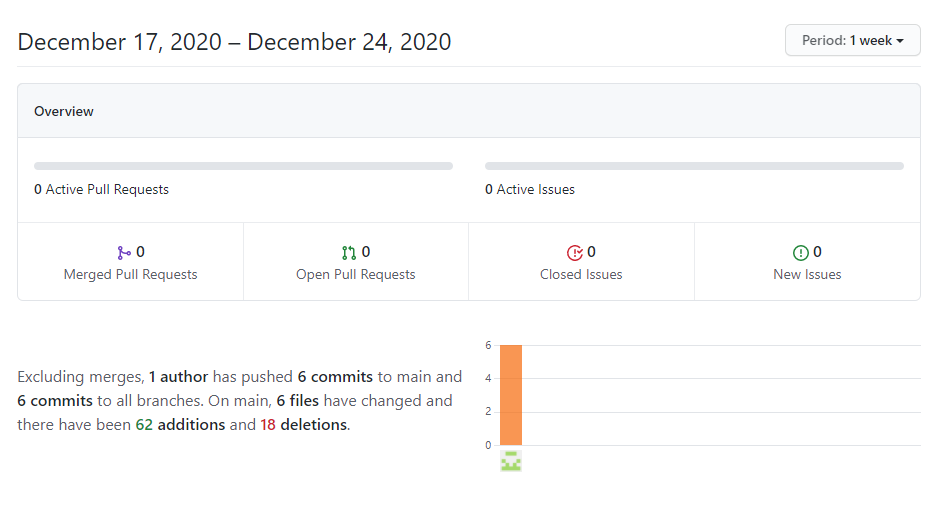 December 17, 2020 – December 24, 2020
Period: 1 week
Overview
0 Active Pull Requests
0 Active Issues
0
Merged Pull Requests
0
Open Pull Requests
0
Closed Issues
0
New Issues
Excluding merges, 1 author has pushed 6 commits to main and
6 commits to all branches. On main, 6 files have changed and
there have been 62 additions and 18 deletions.
6
4
2
0